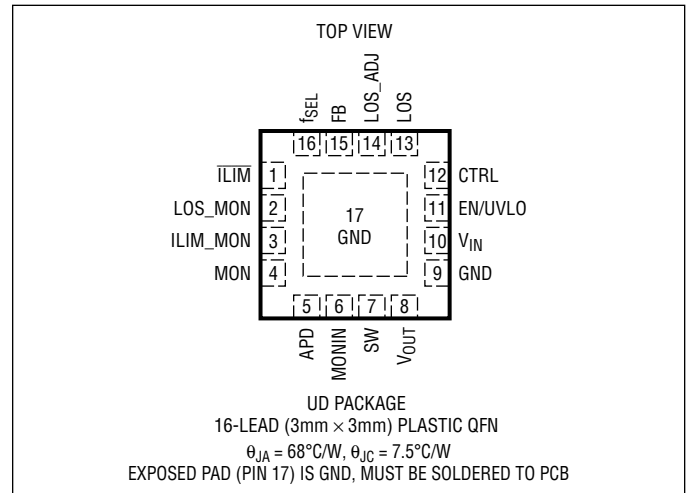 TOP VIEW
fSEL
FB
LOS_ADJ
LOS
16 15 14 13
ILIM 1
LOS_MON 2
ILIM_MON 3
MON 4
17
GND
12 CTRL
11 EN/UVLO
10 VIN
9 GND
5 6 7 8
APD
MONIN
SW
VOUT
UD PACKAGE
16-LEAD (3mm × 3mm) PLASTIC QFN
θJA = 68°C/W, θJC = 7.5°C/W
EXPOSED PAD (PIN 17) IS GND, MUST BE SOLDERED TO PCB